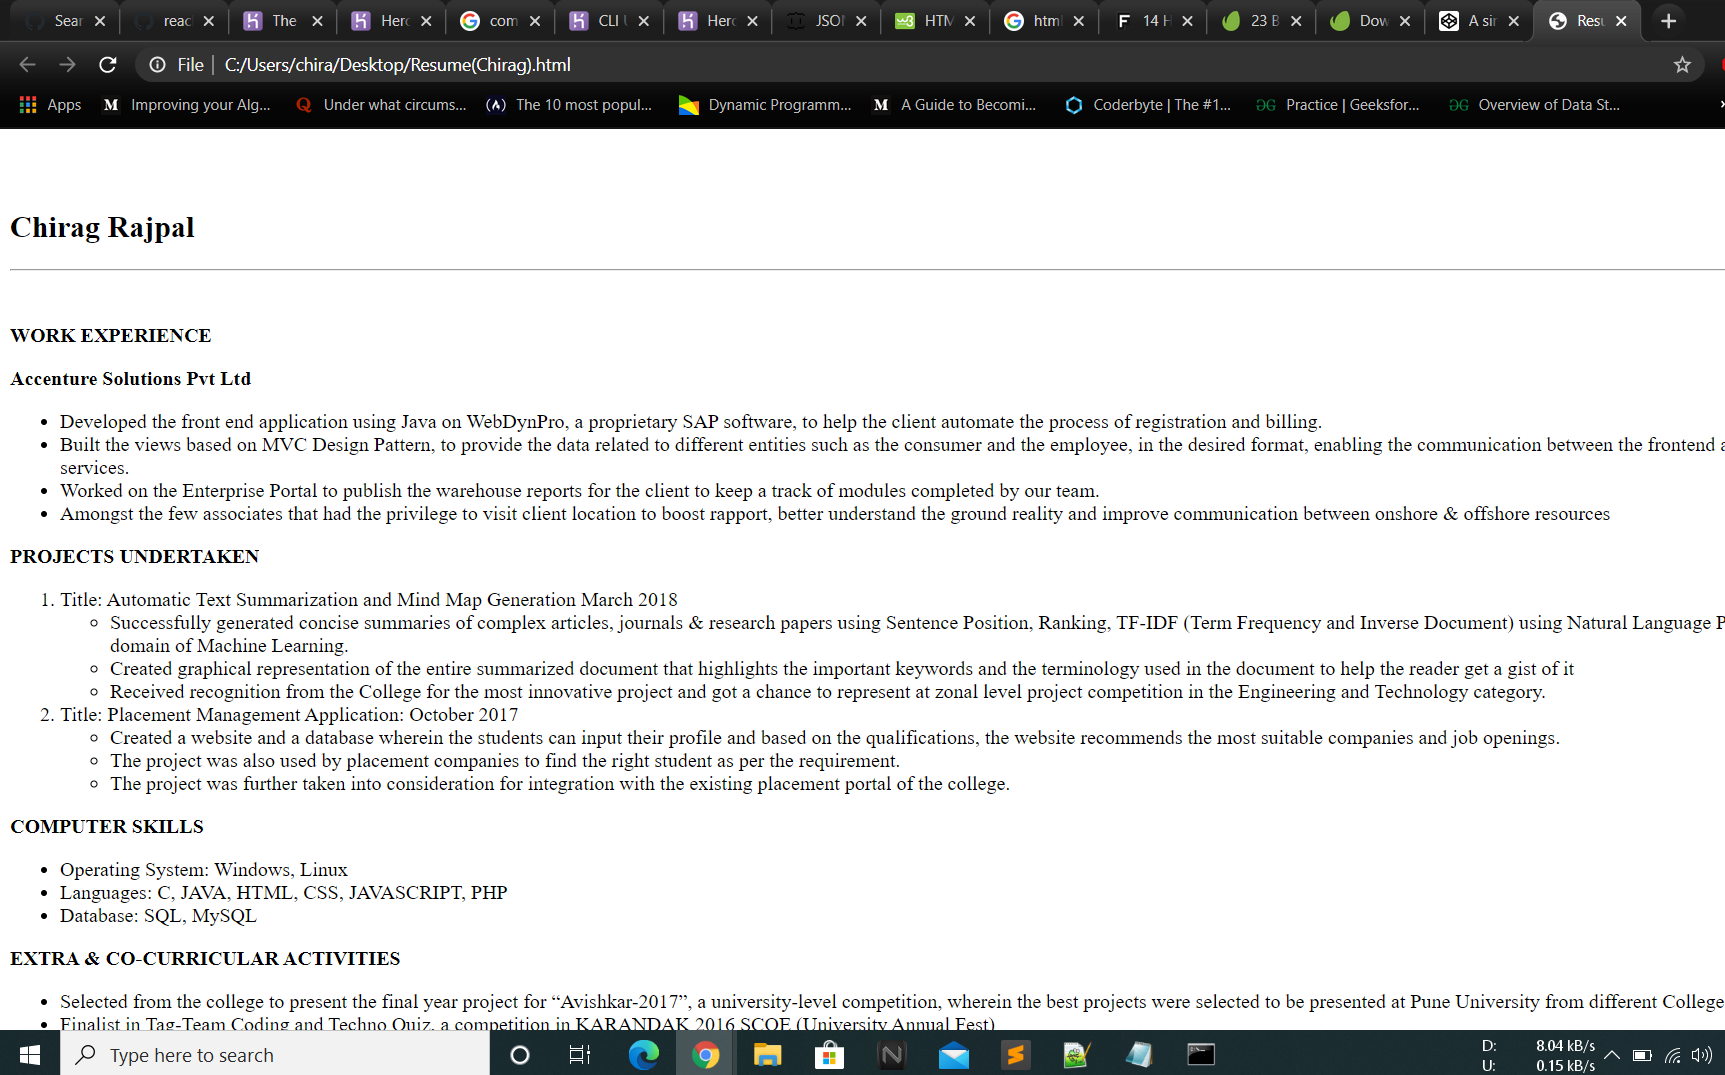 Sear
reac
The
Hero
com
CLI
Hero
JSO
HTM
html
14 H
23 B
Dow
A sir
Resu
File
C:/Users/chira/Desktop/Resume(Chirag).html
Apps
Improving your Alg...
Under what circums...
The 10 most popul...
Dynamic Programm...
A Guide to Becomi...
Coderbyte | The #1...
Practice | Geeksfor...
Overview of Data St...
Chirag Rajpal
WORK EXPERIENCE
Accenture Solutions Pvt Ltd
• Developed the front end application using Java on WebDynPro, a proprietary SAP software, to help the client automate the process of registration and billing.
• Built the views based on MVC Design Pattern, to provide the data related to different entities such as the consumer and the employee, in the desired format, enabling the communication between the frontend a
services.
• Worked on the Enterprise Portal to publish the warehouse reports for the client to keep a track of modules completed by our team.
• Amongst the few associates that had the privilege to visit client location to boost rapport, better understand the ground reality and improve communication between onshore & offshore resources
PROJECTS UNDERTAKEN
1. Title: Automatic Text Summarization and Mind Map Generation March 2018
◦ Successfully generated concise summaries of complex articles, journals & research papers using Sentence Position, Ranking, TF-IDF (Term Frequency and Inverse Document) using Natural Language P
domain of Machine Learning.
◦ Created graphical representation of the entire summarized document that highlights the important keywords and the terminology used in the document to help the reader get a gist of it
◦ Received recognition from the College for the most innovative project and got a chance to represent at zonal level project competition in the Engineering and Technology category.
2. Title: Placement Management Application: October 2017
◦ Created a website and a database wherein the students can input their profile and based on the qualifications, the website recommends the most suitable companies and job openings.
◦ The project was also used by placement companies to find the right student as per the requirement.
◦ The project was further taken into consideration for integration with the existing placement portal of the college.
COMPUTER SKILLS
• Operating System: Windows, Linux
• Languages: C, JAVA, HTML, CSS, JAVASCRIPT, PHP
• Database: SQL, MySQL
EXTRA & CO-CURRICULAR ACTIVITIES
• Selected from the college to present the final year project for “Avishkar-2017”, a university-level competition, wherein the best projects were selected to be presented at Pune University from different College
• Finalist in Tag-Team Coding and Techno Quiz, a competition in KARANDAK 2016 SCOE (University Annual Fest)
Type here to search
D: 8.04 kB/s
U: 0.15 kB/s